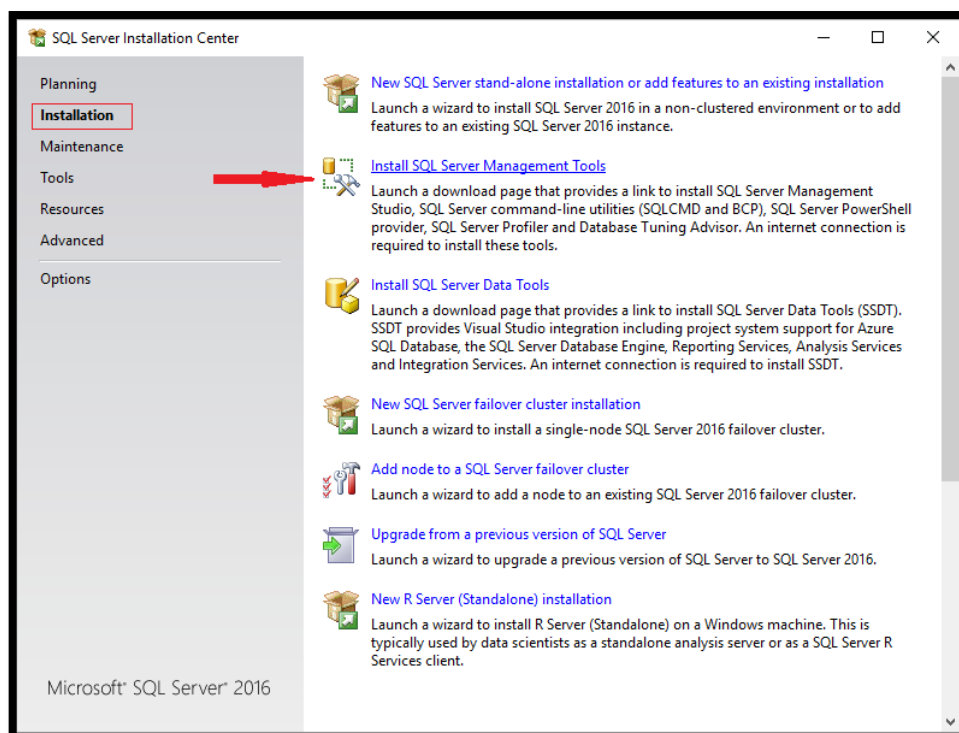 SQL Server Installation Center
Planning
Installation
Maintenance
Tools
Resources
Advanced
Options
New SQL Server stand-alone installation or add features to an existing installation
Launch a wizard to install SQL Server 2016 in a non-clustered environment or to add
features to an existing SQL Server 2016 instance.
Install SQL Server Management Tools
Launch a download page that provides a link to install SQL Server Management
Studio, SQL Server command-line utilities (SQLCMD and BCP), SQL Server PowerShell
provider, SQL Server Profiler and Database Tuning Advisor. An internet connection is
required to install these tools.
Install SQL Server Data Tools
Launch a download page that provides a link to install SQL Server Data Tools (SSDT).
SSDT provides Visual Studio integration including project system support for Azure
SQL Database, the SQL Server Database Engine, Reporting Services, Analysis Services
and Integration Services. An internet connection is required to install SSDT.
New SQL Server failover cluster installation
Launch a wizard to install a single-node SQL Server 2016 failover cluster.
Add node to a SQL Server failover cluster
Launch a wizard to add a node to an existing SQL Server 2016 failover cluster.
Upgrade from a previous version of SQL Server
Launch a wizard to upgrade a previous version of SQL Server to SQL Server 2016.
New R Server (Standalone) installation
Launch a wizard to install R Server (Standalone) on a Windows machine. This is
typically used by data scientists as a standalone analysis server or as a SQL Server R
Services client.
Microsoft® SQL Server® 2016